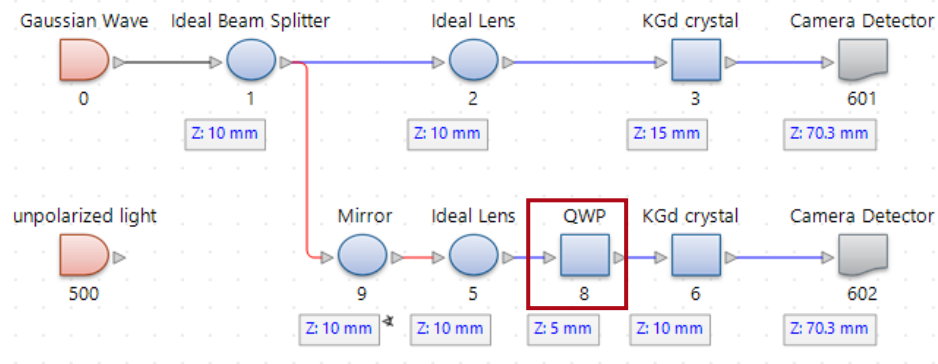 Gaussian Wave Ideal Beam Splitter Ideal Lens KGd crystal Camera Detector
0 1 2 3 601
Z: 10 mm Z: 10 mm Z: 15 mm Z: 70.3 mm
unpolarized light Mirror Ideal Lens QWP KGd crystal Camera Detector
500 9 5 8 6 602
Z: 10 mm Z: 10 mm Z: 5 mm Z: 10 mm Z: 70.3 mm